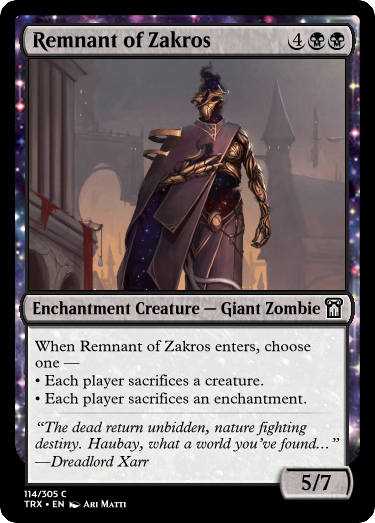 Remnant of Zakros 4
Enchantment Creature — Giant Zombie
When Remnant of Zakros enters, choose
one —
• Each player sacrifices a creature.
• Each player sacrifices an enchantment.
“The dead return unbidden, nature fighting
destiny. Haubay, what a world you’ve found...”
—Dreadlord Xarr
5/7
114/305 C
TRX • EN Ari Matti